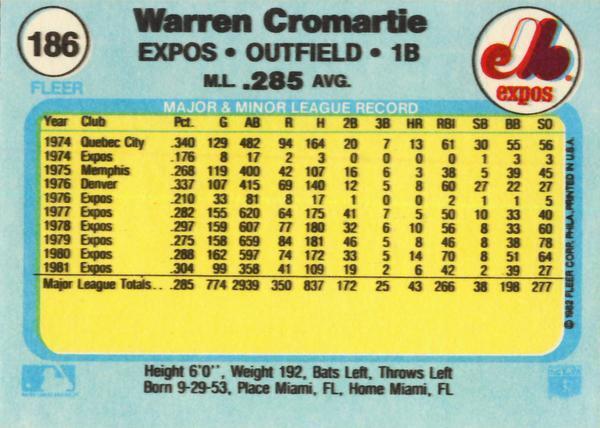 186
Warren Cromartie
EXPOS • OUTFIELD • 1B
M.L. .285 AVG.
FLEER
expos
MAJOR & MINOR LEAGUE RECORD
Year Club Pct. G AB R H 2B 3B HR RBI SB BB SO
1974 Quebec City .340 129 482 94 164 20 7 13 61 30 55 56
1974 Expos .176 8 17 2 3 0 0 0 0 1 3 3
1975 Memphis .268 119 400 42 107 16 6 3 38 5 39 45
1976 Denver .337 107 415 69 140 12 5 8 60 27 22 27
1976 Expos .210 33 81 8 17 1 0 0 2 1 1 5
1977 Expos .282 155 620 64 175 41 7 5 50 10 33 40
1978 Expos .297 159 607 77 180 32 6 10 56 8 33 60
1979 Expos .275 158 659 84 181 46 5 8 46 8 38 78
1980 Expos .288 162 597 74 172 33 5 14 70 8 51 64
1981 Expos .304 99 358 41 109 19 2 6 42 2 39 27
Major League Totals.. .285 774 2939 350 837 172 25 43 266 38 198 277
© 1982 FLEER CORP. PHILA. PRINTED IN U.S.A.
Height 6'0'', Weight 192, Bats Left, Throws Left
Born 9-29-53, Place Miami, FL, Home Miami, FL